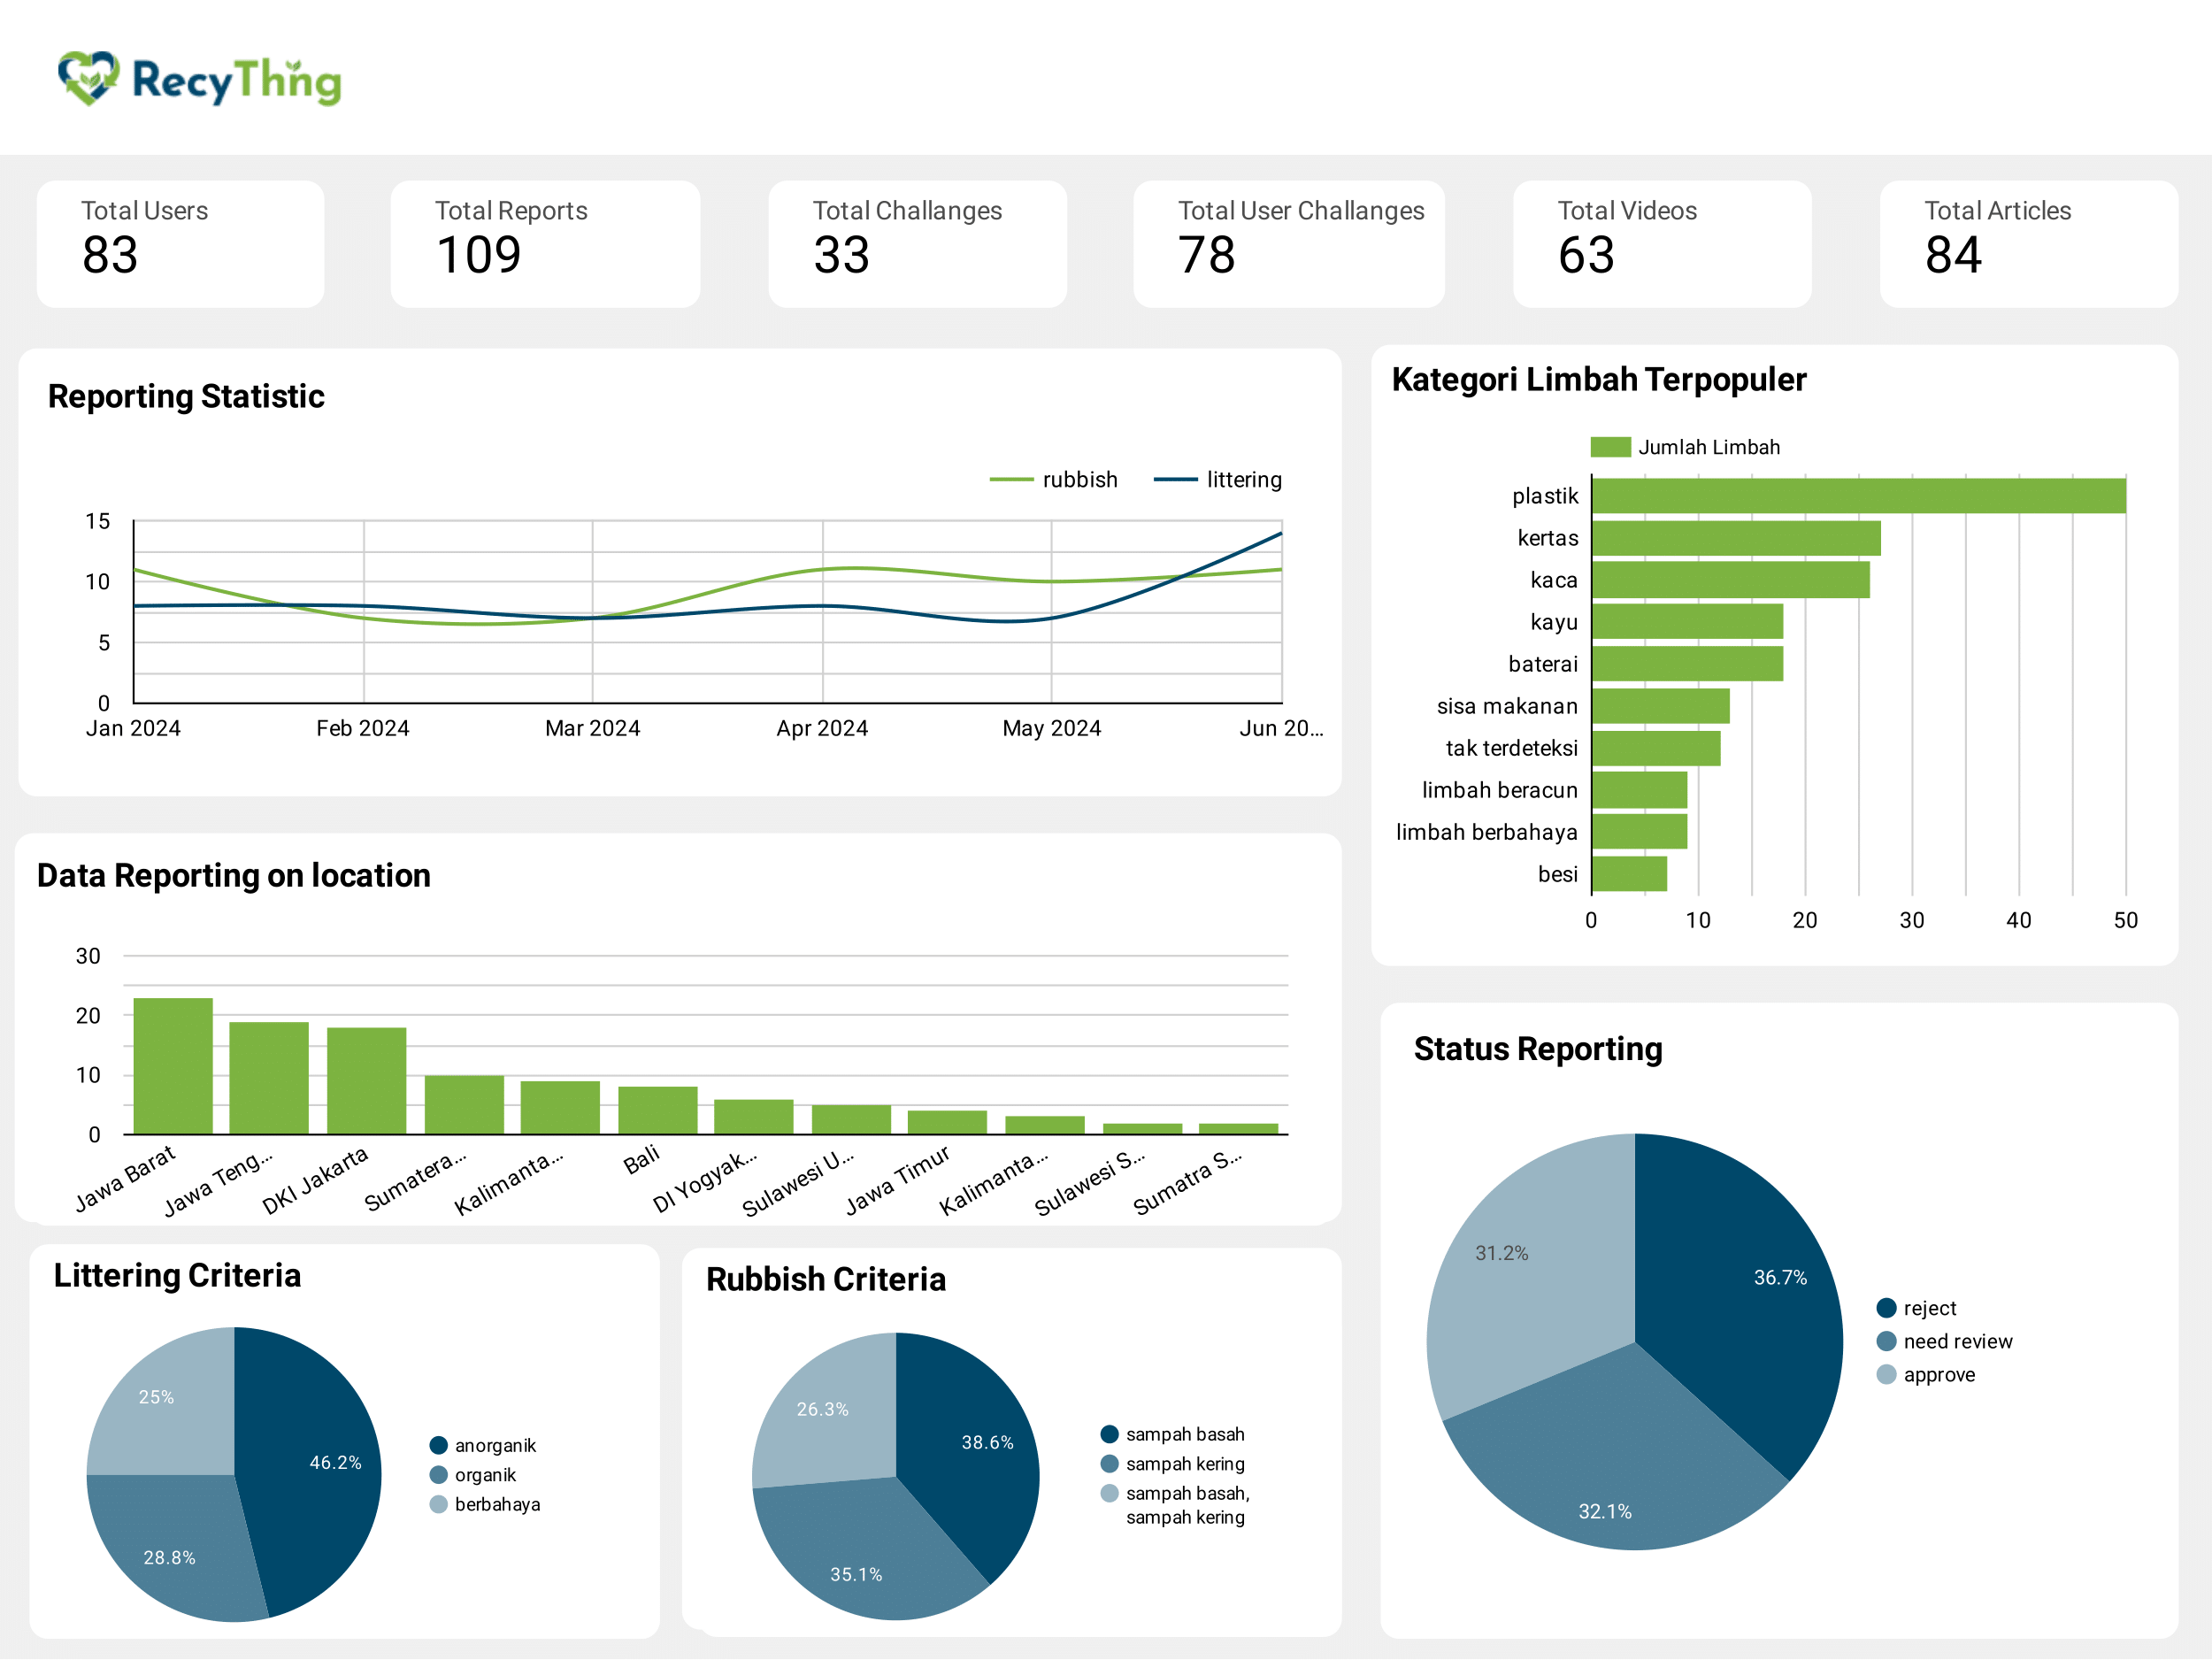 RecyThing
Total Users
83
Total Reports
109
Total Challanges
33
Total User Challanges
78
Total Videos
63
Total Articles
84
Reporting Statistic
rubbish
littering
15
10
5
0
Jan 2024
Feb 2024
Mar 2024
Apr 2024
May 2024
Jun 20...
Kategori Limbah Terpopuler
Jumlah Limbah
plastik
kertas
kaca
kayu
baterai
sisa makanan
tak terdeteksi
limbah beracun
limbah berbahaya
besi
0
10
20
30
40
50
Data Reporting on location
30
20
10
0
Jawa Barat
Jawa Teng...
DKI Jakarta
Sumatera...
Kalimanta...
Bali
DI Yogyak...
Sulawesi U...
Jawa Timur
Kalimanta...
Sulawesi S...
Sumatra S...
Status Reporting
31.2%
36.7%
32.1%
reject
need review
approve
Littering Criteria
25%
46.2%
28.8%
anorganik
organik
berbahaya
Rubbish Criteria
26.3%
38.6%
35.1%
sampah basah
sampah kering
sampah basah,
sampah kering